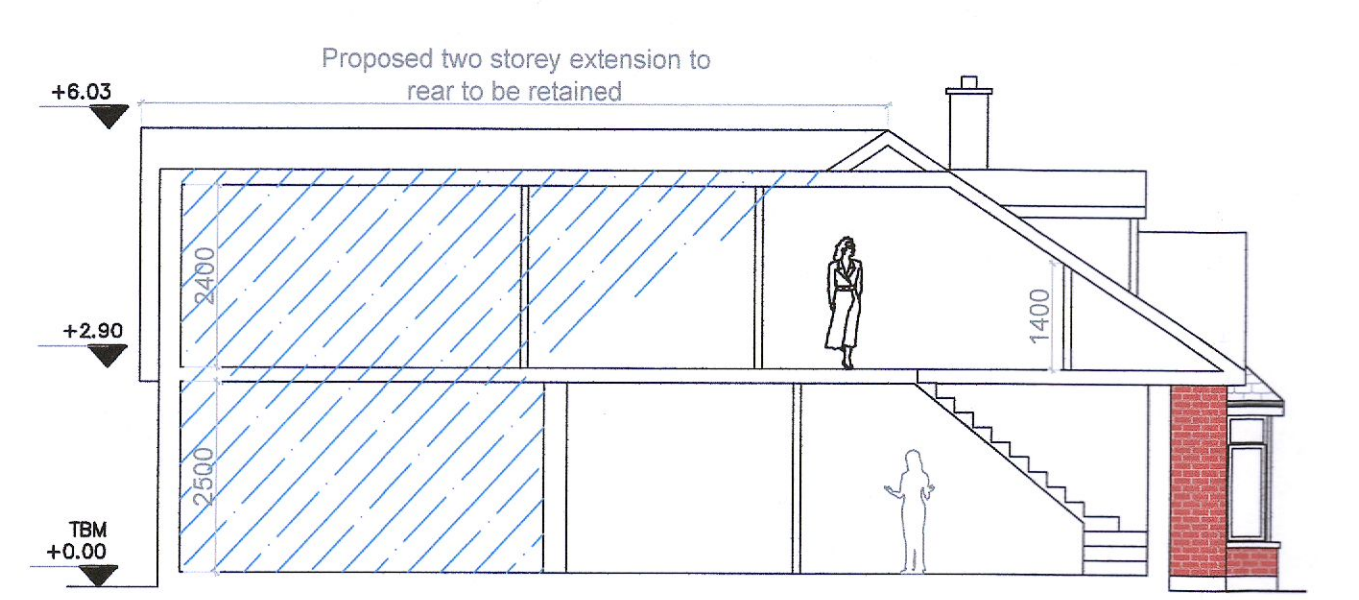 Proposed two storey extension to
rear to be retained
+6.03
2400
+2.90
1400
2500
TBM
+0.00